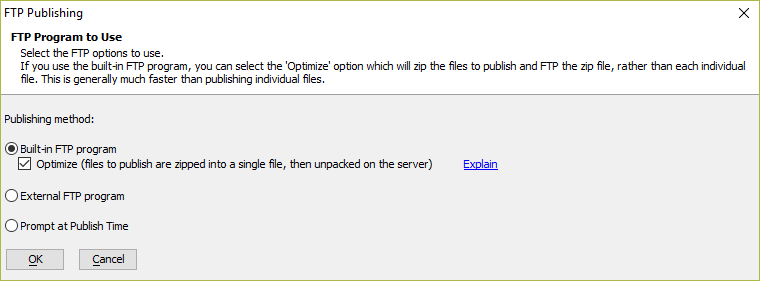 FTP Publishing
FTP Program to Use
Select the FTP options to use.
If you use the built-in FTP program, you can select the 'Optimize' option which will zip the files to publish and FTP the zip file, rather than each individual
file. This is generally much faster than publishing individual files.
Publishing method:
Built-in FTP program
Optimize (files to publish are zipped into a single file, then unpacked on the server) Explain
External FTP program
Prompt at Publish Time
OK Cancel